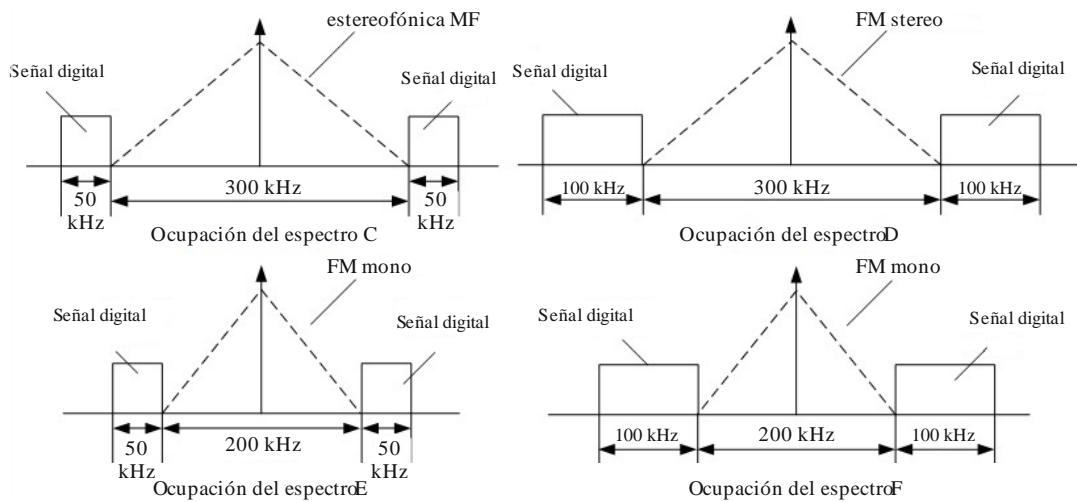 estereofónica MF
Señal digital
Señal digital
50
kHz
300 kHz
50
kHz
Ocupación del espectro C
FM stereo
Señal digital
Señal digital
100 kHz
300 kHz
100 kHz
Ocupación del espectroD
FM mono
Señal digital
Señal digital
50
kHz
200 kHz
50
kHz
Ocupación del espectroE
FM mono
Señal digital
Señal digital
100 kHz
200 kHz
100 kHz
Ocupación del espectroF